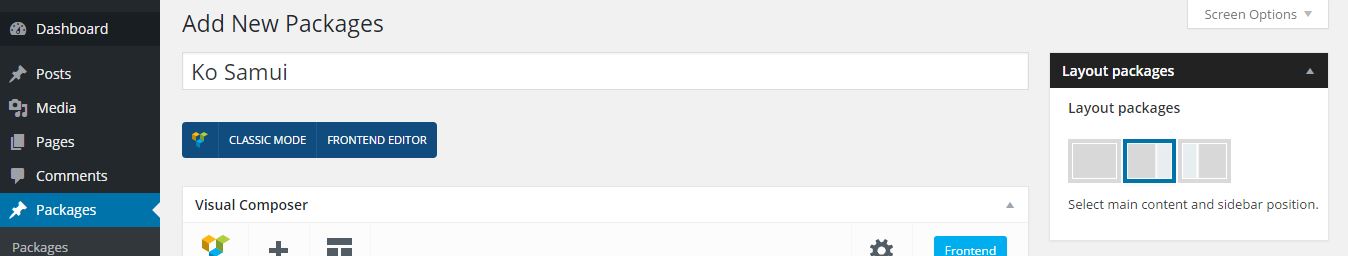 Dashboard
Posts
Media
Pages
Comments
Packages
Packages
Add New Packages
Screen Options
Ko Samui
CLASSIC MODE
FRONTEND EDITOR
Visual Composer
Frontend
Layout packages
Layout packages
Select main content and sidebar position.